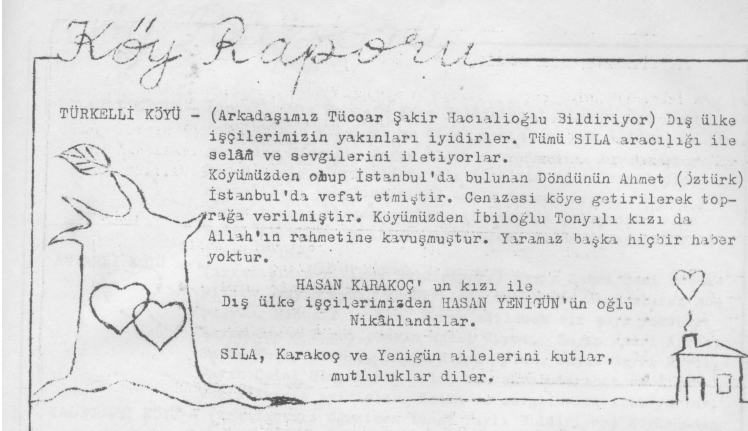 Köy Raporu
TÜRKELLİ KÖYÜ - (Arkadaşımız Tüccar Şakir Hacıalioğlu Bildiriyor) Dış ülke
işçilerimizin yakınları iyidirler. Tümü SILA aracılığı ile
selâm ve sevgilerini iletiyorlar.
Köyümüzden olup İstanbul'da bulunan Döndünün Ahmet (öztürk)
İstanbul'da vefat etmiştir. Cenazesi köye getirilerek top-
rağa verilmiştir. Köyümüzden İbiloğlu Tonyalı kızı da
Allah'ın rahmetine kavuşmuştur. Yaramaz başka hiçbir haber
yoktur.
HASAN KARAKOÇ' un kızı ile
Dış ülke işçilerimizden HASAN YENİGÜN'ün oğlu
Nikâhlandılar.
SILA, Karakoç ve Yenigün ailelerini kutlar,
mutluluklar diler.